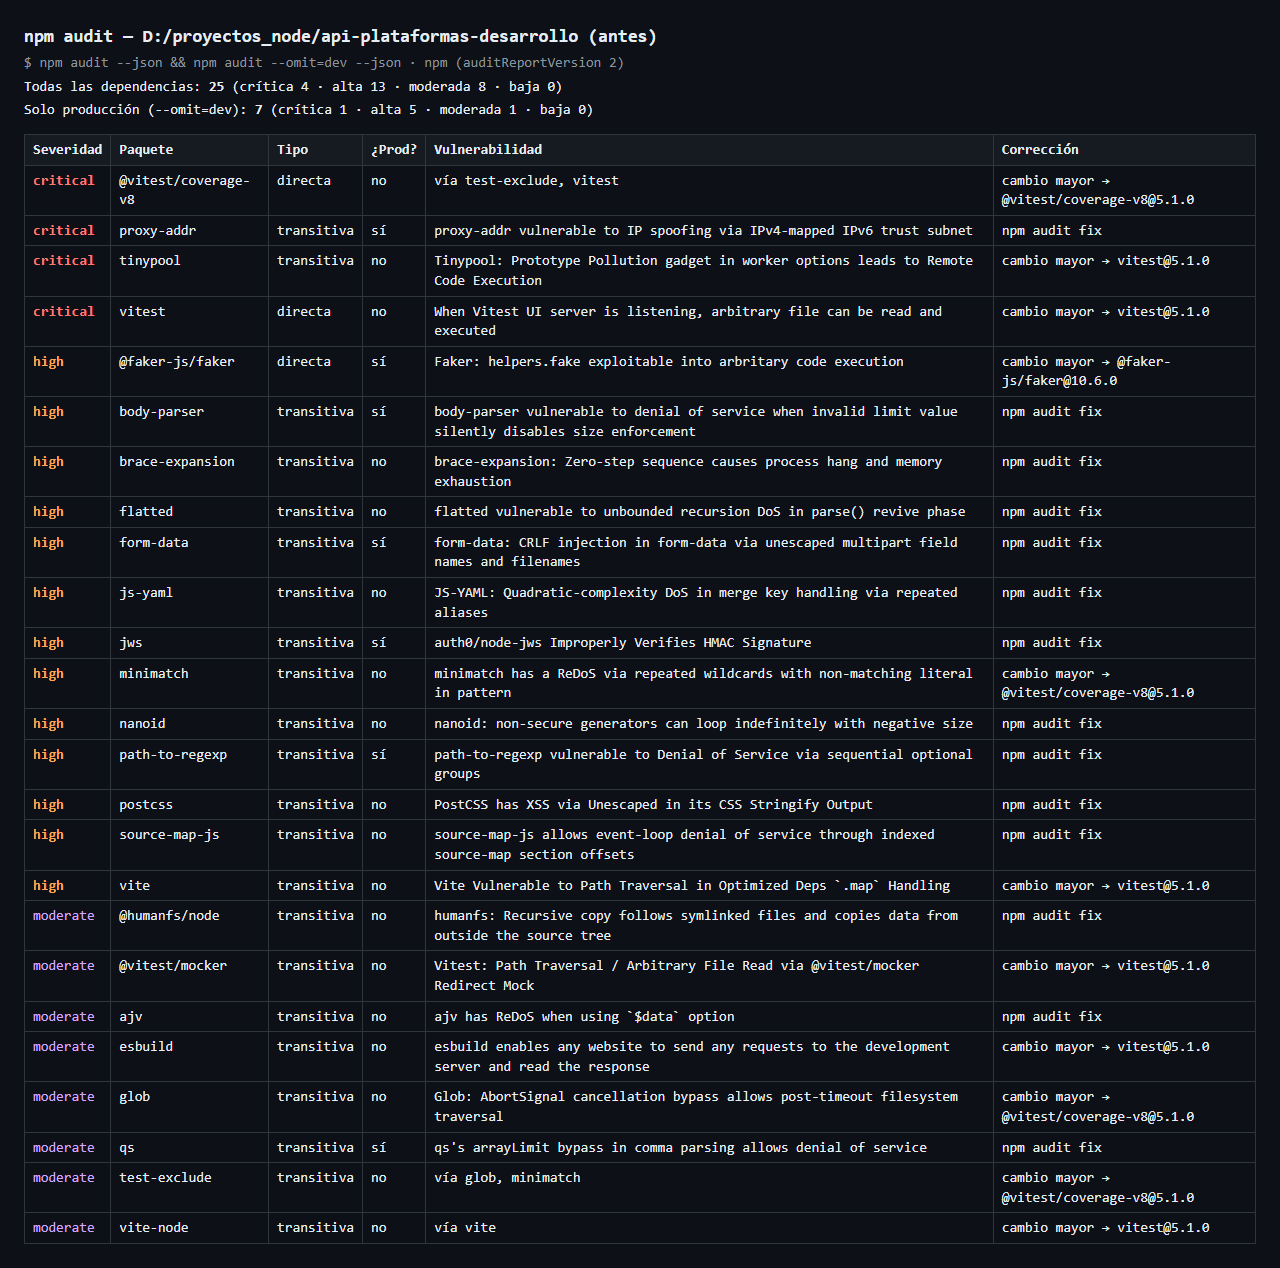 npm audit — D:/proyectos_node/api-plataformas-desarrollo (antes)
$ npm audit --json && npm audit --omit=dev --json · npm (auditReportVersion 2)
Todas las dependencias: 25 (crítica 4 · alta 13 · moderada 8 · baja 0)
Solo producción (--omit=dev): 7 (crítica 1 · alta 5 · moderada 1 · baja 0)
Severidad Paquete Tipo ¿Prod? Vulnerabilidad Corrección
critical @vitest/coverage- directa no vía test-exclude, vitest cambio mayor →
v8 @vitest/coverage-v8@5.1.0
critical proxy-addr transitiva sí proxy-addr vulnerable to IP spoofing via IPv4-mapped IPv6 trust subnet npm audit fix
critical tinypool transitiva no Tinypool: Prototype Pollution gadget in worker options leads to Remote cambio mayor → vitest@5.1.0
Code Execution
critical vitest directa no When Vitest UI server is listening, arbitrary file can be read and cambio mayor → vitest@5.1.0
executed
high @faker-js/faker directa sí Faker: helpers.fake exploitable into arbritary code execution cambio mayor → @faker-
js/faker@10.6.0
high body-parser transitiva sí body-parser vulnerable to denial of service when invalid limit value npm audit fix
silently disables size enforcement
high brace-expansion transitiva no brace-expansion: Zero-step sequence causes process hang and memory npm audit fix
exhaustion
high flatted transitiva no flatted vulnerable to unbounded recursion DoS in parse() revive phase npm audit fix
high form-data transitiva sí form-data: CRLF injection in form-data via unescaped multipart field npm audit fix
names and filenames
high js-yaml transitiva no JS-YAML: Quadratic-complexity DoS in merge key handling via repeated npm audit fix
aliases
high jws transitiva sí auth0/node-jws Improperly Verifies HMAC Signature npm audit fix
high minimatch transitiva no minimatch has a ReDoS via repeated wildcards with non-matching literal cambio mayor →
in pattern @vitest/coverage-v8@5.1.0
high nanoid transitiva no nanoid: non-secure generators can loop indefinitely with negative size npm audit fix
high path-to-regexp transitiva sí path-to-regexp vulnerable to Denial of Service via sequential optional npm audit fix
groups
high postcss transitiva no PostCSS has XSS via Unescaped in its CSS Stringify Output npm audit fix
high source-map-js transitiva no source-map-js allows event-loop denial of service through indexed npm audit fix
source-map section offsets
high vite transitiva no Vite Vulnerable to Path Traversal in Optimized Deps `.map` Handling cambio mayor → vitest@5.1.0
moderate @humanfs/node transitiva no humanfs: Recursive copy follows symlinked files and copies data from npm audit fix
outside the source tree
moderate @vitest/mocker transitiva no Vitest: Path Traversal / Arbitrary File Read via @vitest/mocker cambio mayor → vitest@5.1.0
Redirect Mock
moderate ajv transitiva no ajv has ReDoS when using `$data` option npm audit fix
moderate esbuild transitiva no esbuild enables any website to send any requests to the development cambio mayor → vitest@5.1.0
server and read the response
moderate glob transitiva no Glob: AbortSignal cancellation bypass allows post-timeout filesystem cambio mayor →
traversal @vitest/coverage-v8@5.1.0
moderate qs transitiva sí qs's arrayLimit bypass in comma parsing allows denial of service npm audit fix
moderate test-exclude transitiva no vía glob, minimatch cambio mayor →
@vitest/coverage-v8@5.1.0
moderate vite-node transitiva no vía vite cambio mayor → vitest@5.1.0